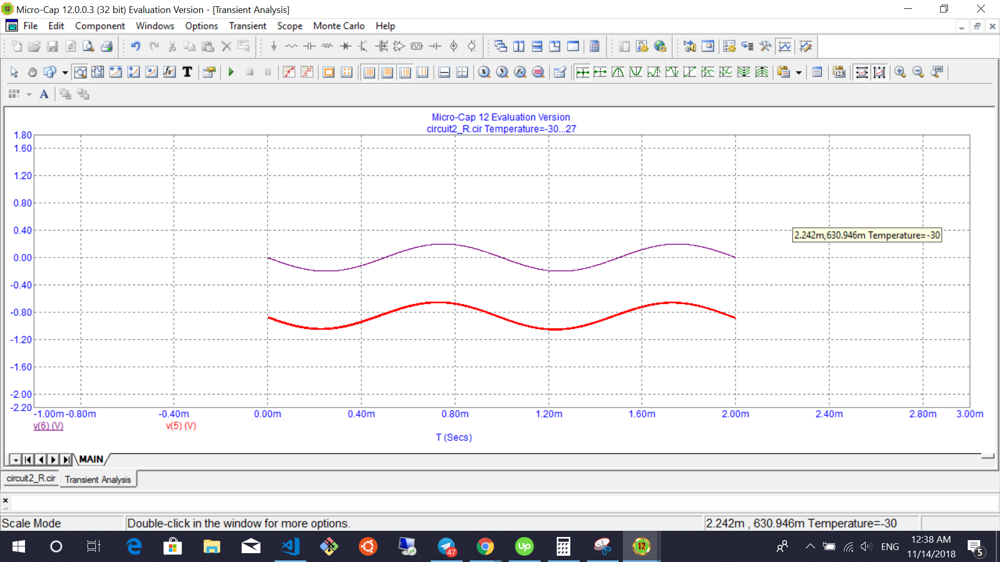 Micro-Cap 12.0.0.3 (32 bit) Evaluation Version - [Transient Analysis]
File Edit Component Windows Options Transient Scope Monte Carlo Help
Micro-Cap 12 Evaluation Version
circuit2_R.cir Temperature=-30...27
1.80
1.60
1.20
0.80
0.40
0.00
-0.40
-0.80
-1.20
-1.60
-2.00
-2.20
2.242m,630.946m Temperature=-30
-1.00m -0.80m -0.40m 0.00m 0.40m 0.80m 1.20m 1.60m 2.00m 2.40m 2.80m 3.00m
v(6) (V) v(5) (V)
T (Secs)
MAIN
circuit2_R.cir Transient Analysis
Scale Mode Double-click in the window for more options. 2.242m , 630.946m Temperature=-30
47 Up 12 ENG 12:38 AM
11/14/2018 5